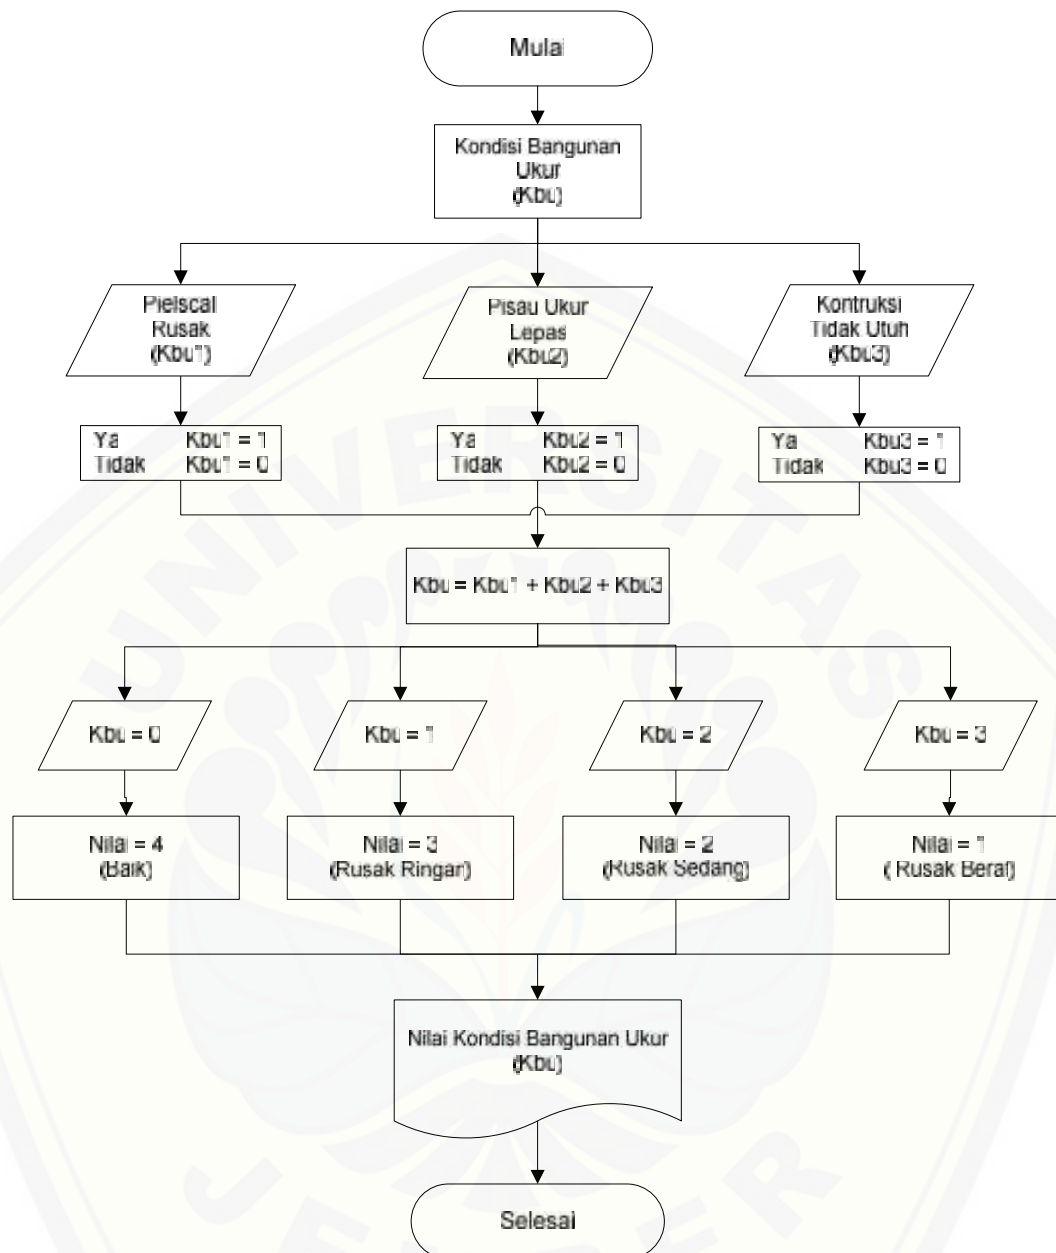 Mulai
Kondisi Bangunan
Ukur
(Kbu)
Pielscal
Rusak
(Kbu1)
Pisau Ukur
Lepas
(Kbu2)
Kontruksi
Tidak Utuh
(Kbu3)
Ya Kbu1 = 1
Tidak Kbu1 = 0
Ya Kbu2 = 1
Tidak Kbu2 = 0
Ya Kbu3 = 1
Tidak Kbu3 = 0
Kbu = Kbu1 + Kbu2 + Kbu3
Kbu = 0
Kbu = 1
Kbu = 2
Kbu = 3
Nilai = 4
(Baik)
Nilai = 3
(Rusak Ringan)
Nilai = 2
(Rusak Sedang)
Nilai = 1
( Rusak Berat)
Nilai Kondisi Bangunan Ukur
(Kbu)
Selesai
UNIVERSITAS
JEMBER